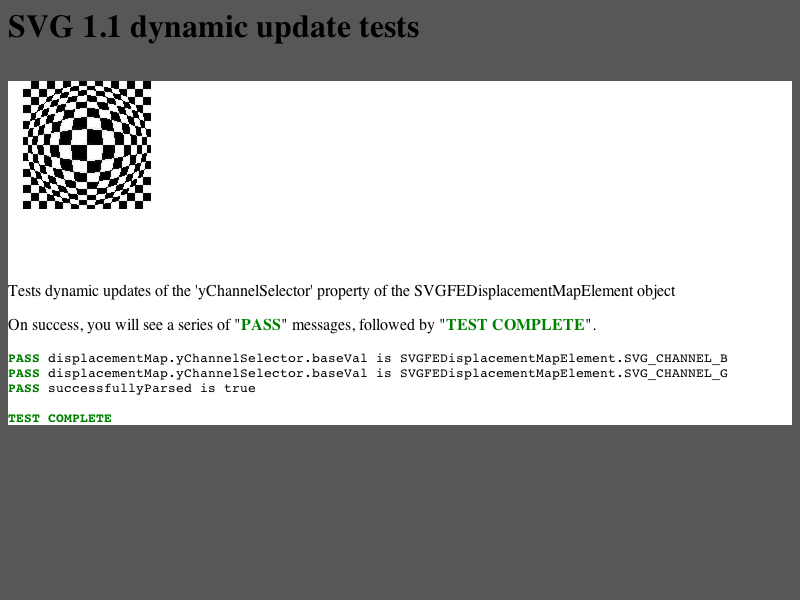 SVG 1.1 dynamic update tests
Tests dynamic updates of the 'yChannelSelector' property of the SVGFEDisplacementMapElement object
On success, you will see a series of "PASS" messages, followed by "TEST COMPLETE".
PASS displacementMap.yChannelSelector.baseVal is SVGFEDisplacementMapElement.SVG_CHANNEL_B
PASS displacementMap.yChannelSelector.baseVal is SVGFEDisplacementMapElement.SVG_CHANNEL_G
PASS successfullyParsed is true
TEST COMPLETE